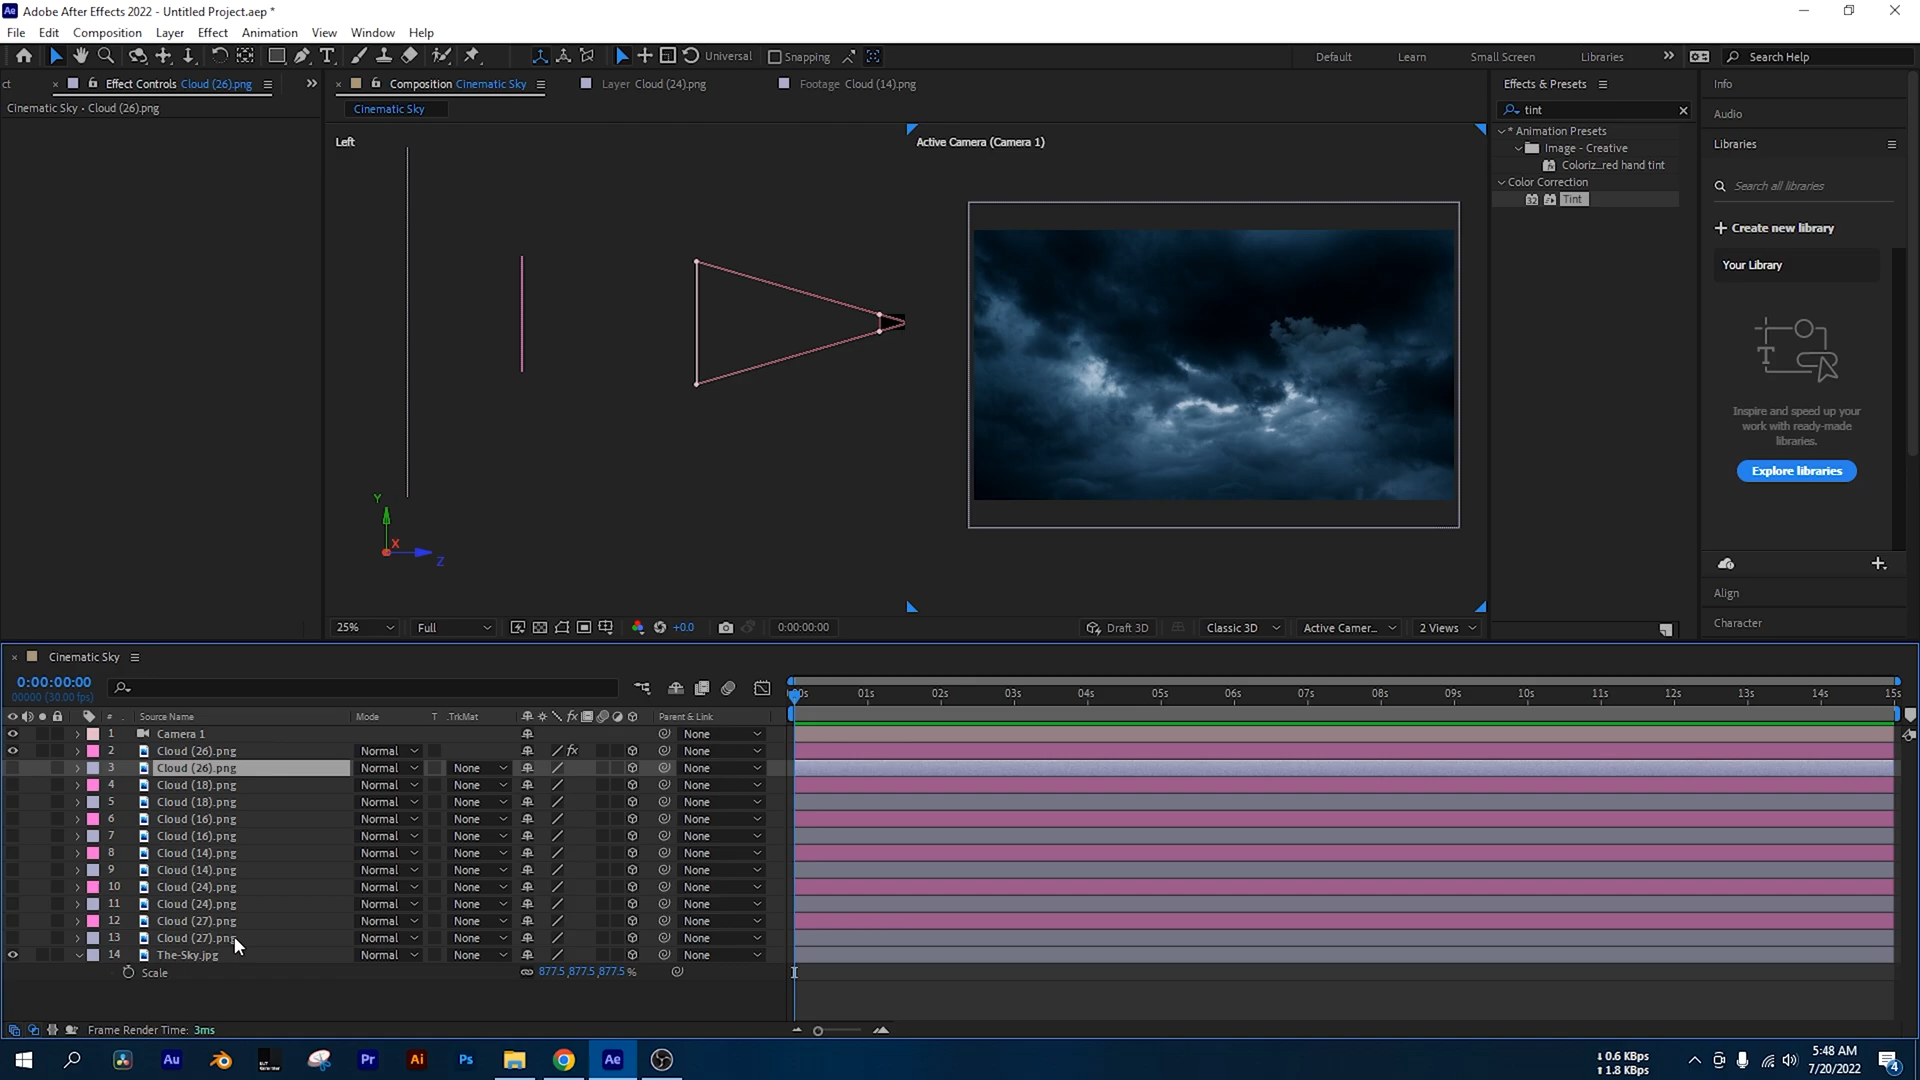 Adobe After Effects 2022 - Untitled Project.aep *
File Edit Composition Layer Effect Animation View Window Help
Universal Snapping Default Learn Small Screen Libraries Search Help
ct Effect Controls Cloud (26).png
Composition Cinematic Sky
Layer Cloud (24).png
Footage Cloud (14).png
Effects & Presets
Info
Cinematic Sky • Cloud (26).png
Cinematic Sky
tint
Audio
* Animation Presets
Image - Creative
Coloriz...red hand tint
Color Correction
32 Tint
Left
Active Camera (Camera 1)
Libraries
Search all libraries
Create new library
Your Library
T
Inspire and speed up your
work with ready-made
libraries.
Explore libraries
Y
X
Z
Align
Character
25% Full +0.0 0:00:00:00 Draft 3D Classic 3D Active Camer... 2 Views
Cinematic Sky
0:00:00:00
00000 (30.00 fps)
:00s 01s 02s 03s 04s 05s 06s 07s 08s 09s 10s 11s 12s 13s 14s 15s
# Source Name Mode T .TrkMat fx Parent & Link
1 Camera 1 None
2 Cloud (26).png Normal fx None
3 Cloud (26).png Normal None None
4 Cloud (18).png Normal None None
5 Cloud (18).png Normal None None
6 Cloud (16).png Normal None None
7 Cloud (16).png Normal None None
8 Cloud (14).png Normal None None
9 Cloud (14).png Normal None None
10 Cloud (24).png Normal None None
11 Cloud (24).png Normal None None
12 Cloud (27).png Normal None None
13 Cloud (27).png Normal None None
14 The-Sky.jpg Normal None None
Scale 877.5,877.5,877.5 %
Frame Render Time: 3ms
Au Pr Ai Ps Ae
↓ 0.6 KBps
↑ 1.8 KBps
5:48 AM
7/20/2022
4